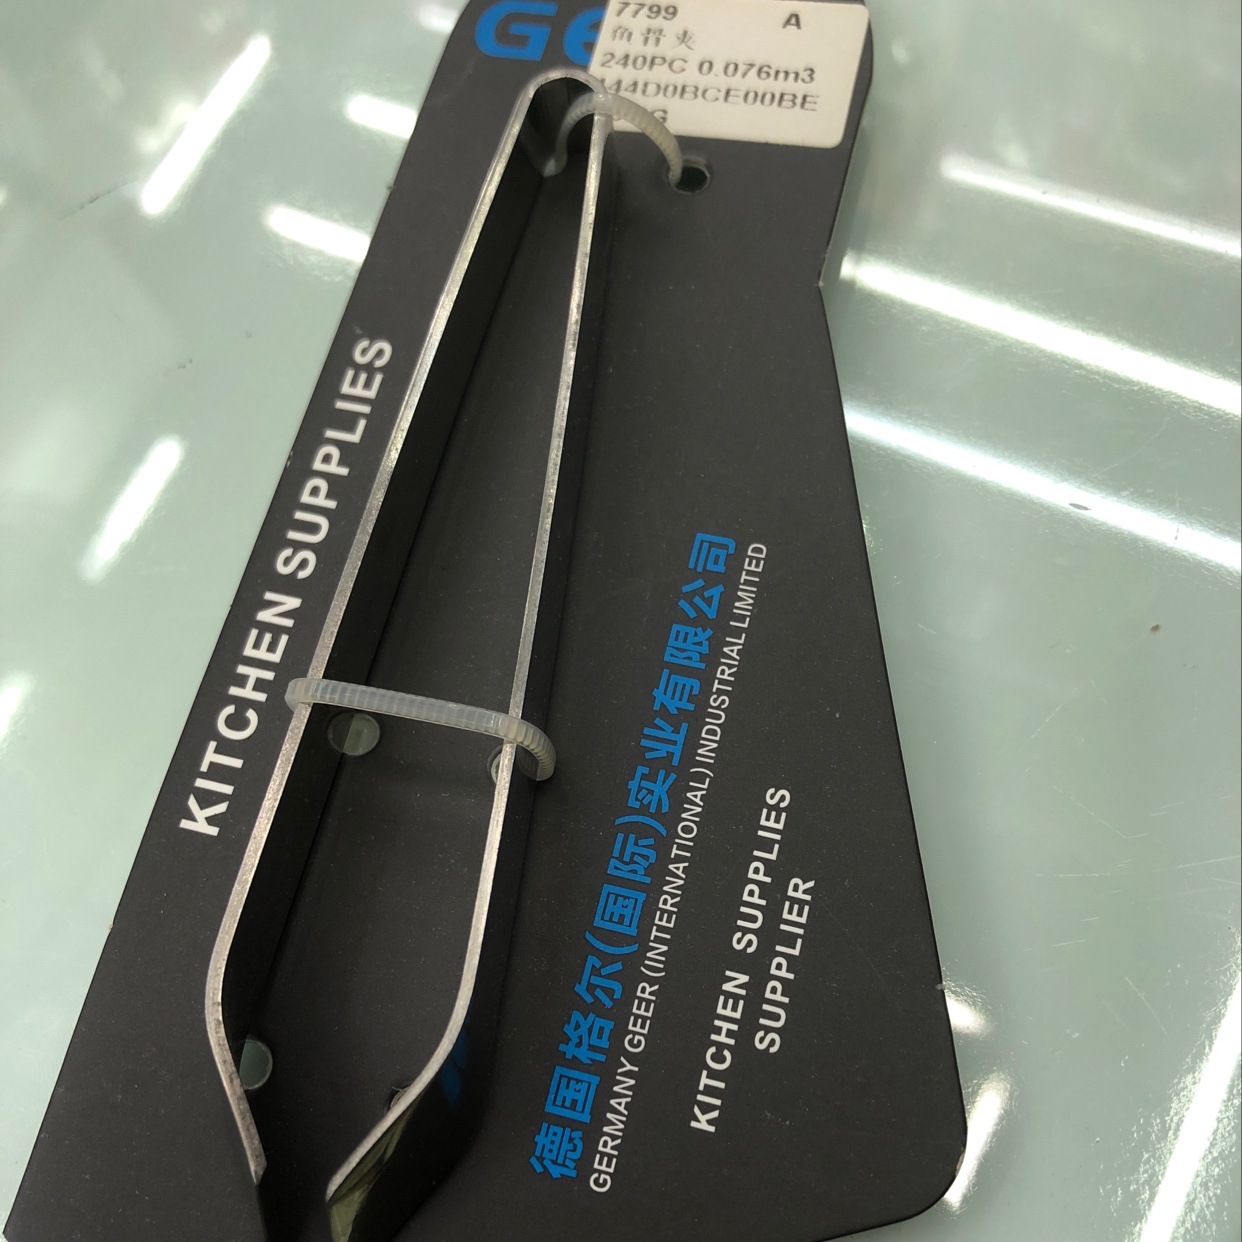 7799 A
鱼骨夹
240PC 0.076m3
44D0BCE00BE
G
KITCHEN SUPPLIES
德国格尔(国际)实业有限公司
GERMANY GEER (INTERNATIONAL) INDUSTRIAL LIMITED
KITCHEN SUPPLIES
SUPPLIER